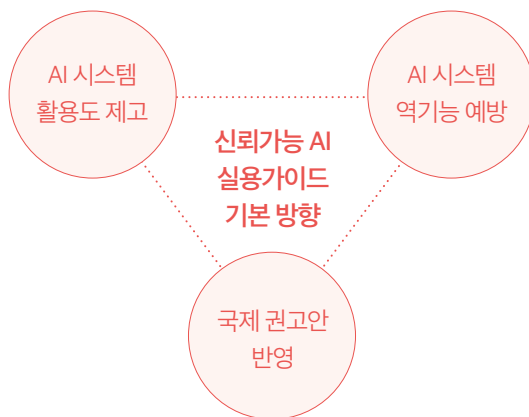 AI 시스템
활용도 제고
AI 시스템
역기능 예방
신뢰가능 AI
실용가이드
기본 방향
국제 권고안
반영